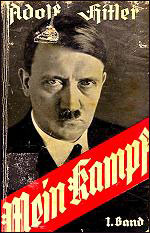 Adolf Hitler
Mein Kampf
1. Band